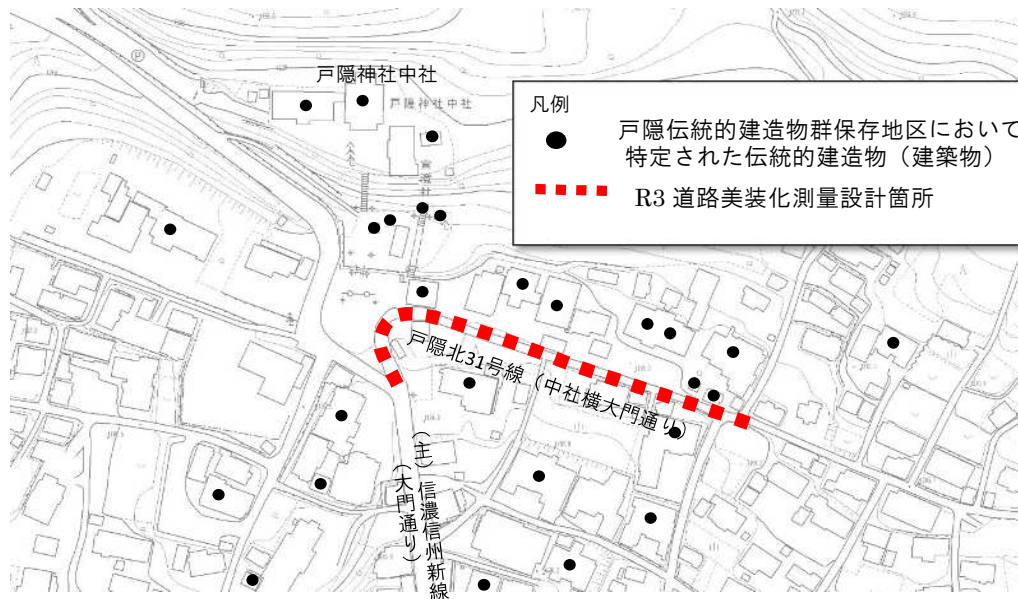 戸隠神社中社
戸隠神社中社
凡例
戸隠伝統的建造物群保存地区において
特定された伝統的建造物（建築物）
R3 道路美装化測量設計箇所
P
戸隠北31号線（中社横大門通り）
（主）信濃信州新線
（大門通り）